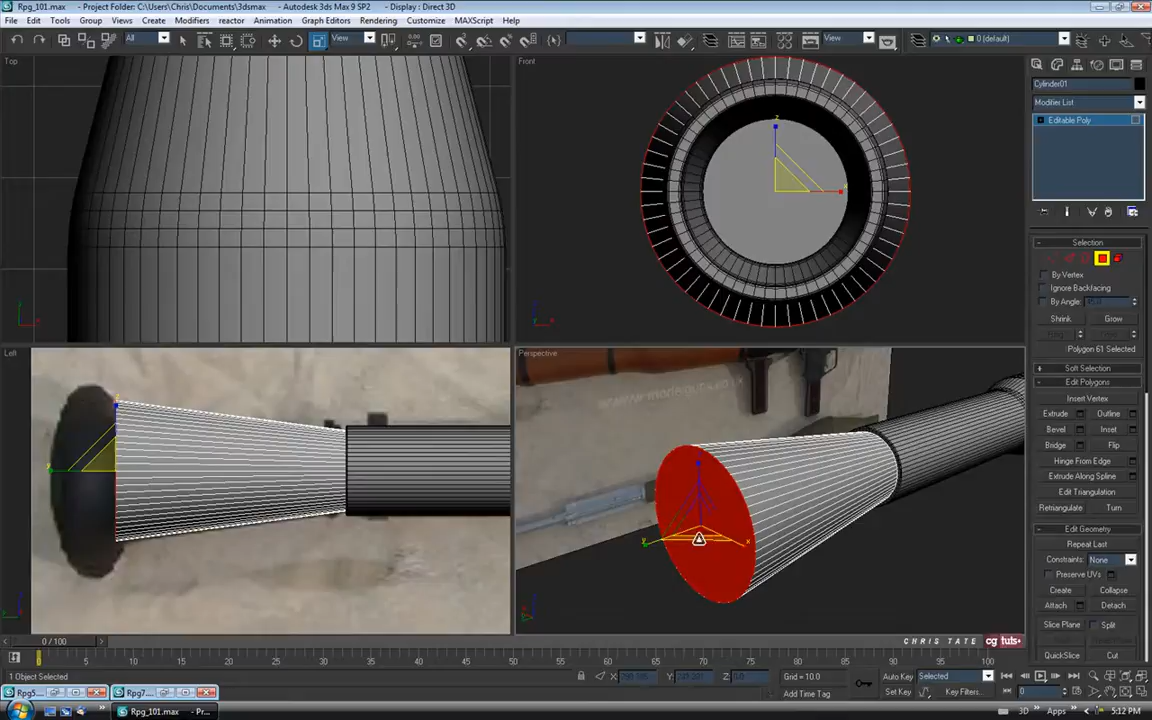 Rpg_101.max - Project Folder: C:\Users\Chris\Documents\3dsmax - Autodesk 3ds Max 9 SP2 - Display : Direct 3D
File Edit Tools Group Views Create Modifiers reactor Animation Graph Editors Rendering Customize MAXScript Help
All View View 0 (default)
Top Front
Cylinder01
Modifier List
Editable Poly
Selection
By Vertex
Ignore Backfacing
By Angle:
Shrink Grow
Polygon 61 Selected
Left Perspective
Soft Selection
Edit Polygons
Insert Vertex
Extrude Outline
Bevel Inset
Bridge Flip
Hinge From Edge
Extrude Along Spline
Edit Triangulation
Retriangulate Turn
Edit Geometry
Repeat Last
Constraints: None
Preserve UVs
Create Collapse
Attach Detach
Slice Plane Split
QuickSlice Cut
CHRIS TATE cg tuts+
0 / 100
0 5 10 15 20 25 30 35 40 45 50 55 60 65 70 75 80 85 90 95 100
1 Object Selected X: Y: Z: Grid = 10.0 Auto Key Selected
Add Time Tag Set Key Key Filters... 0
Rpg5... Rpg7...
Rpg_101.max - Pr... 3D Apps 5:12 PM